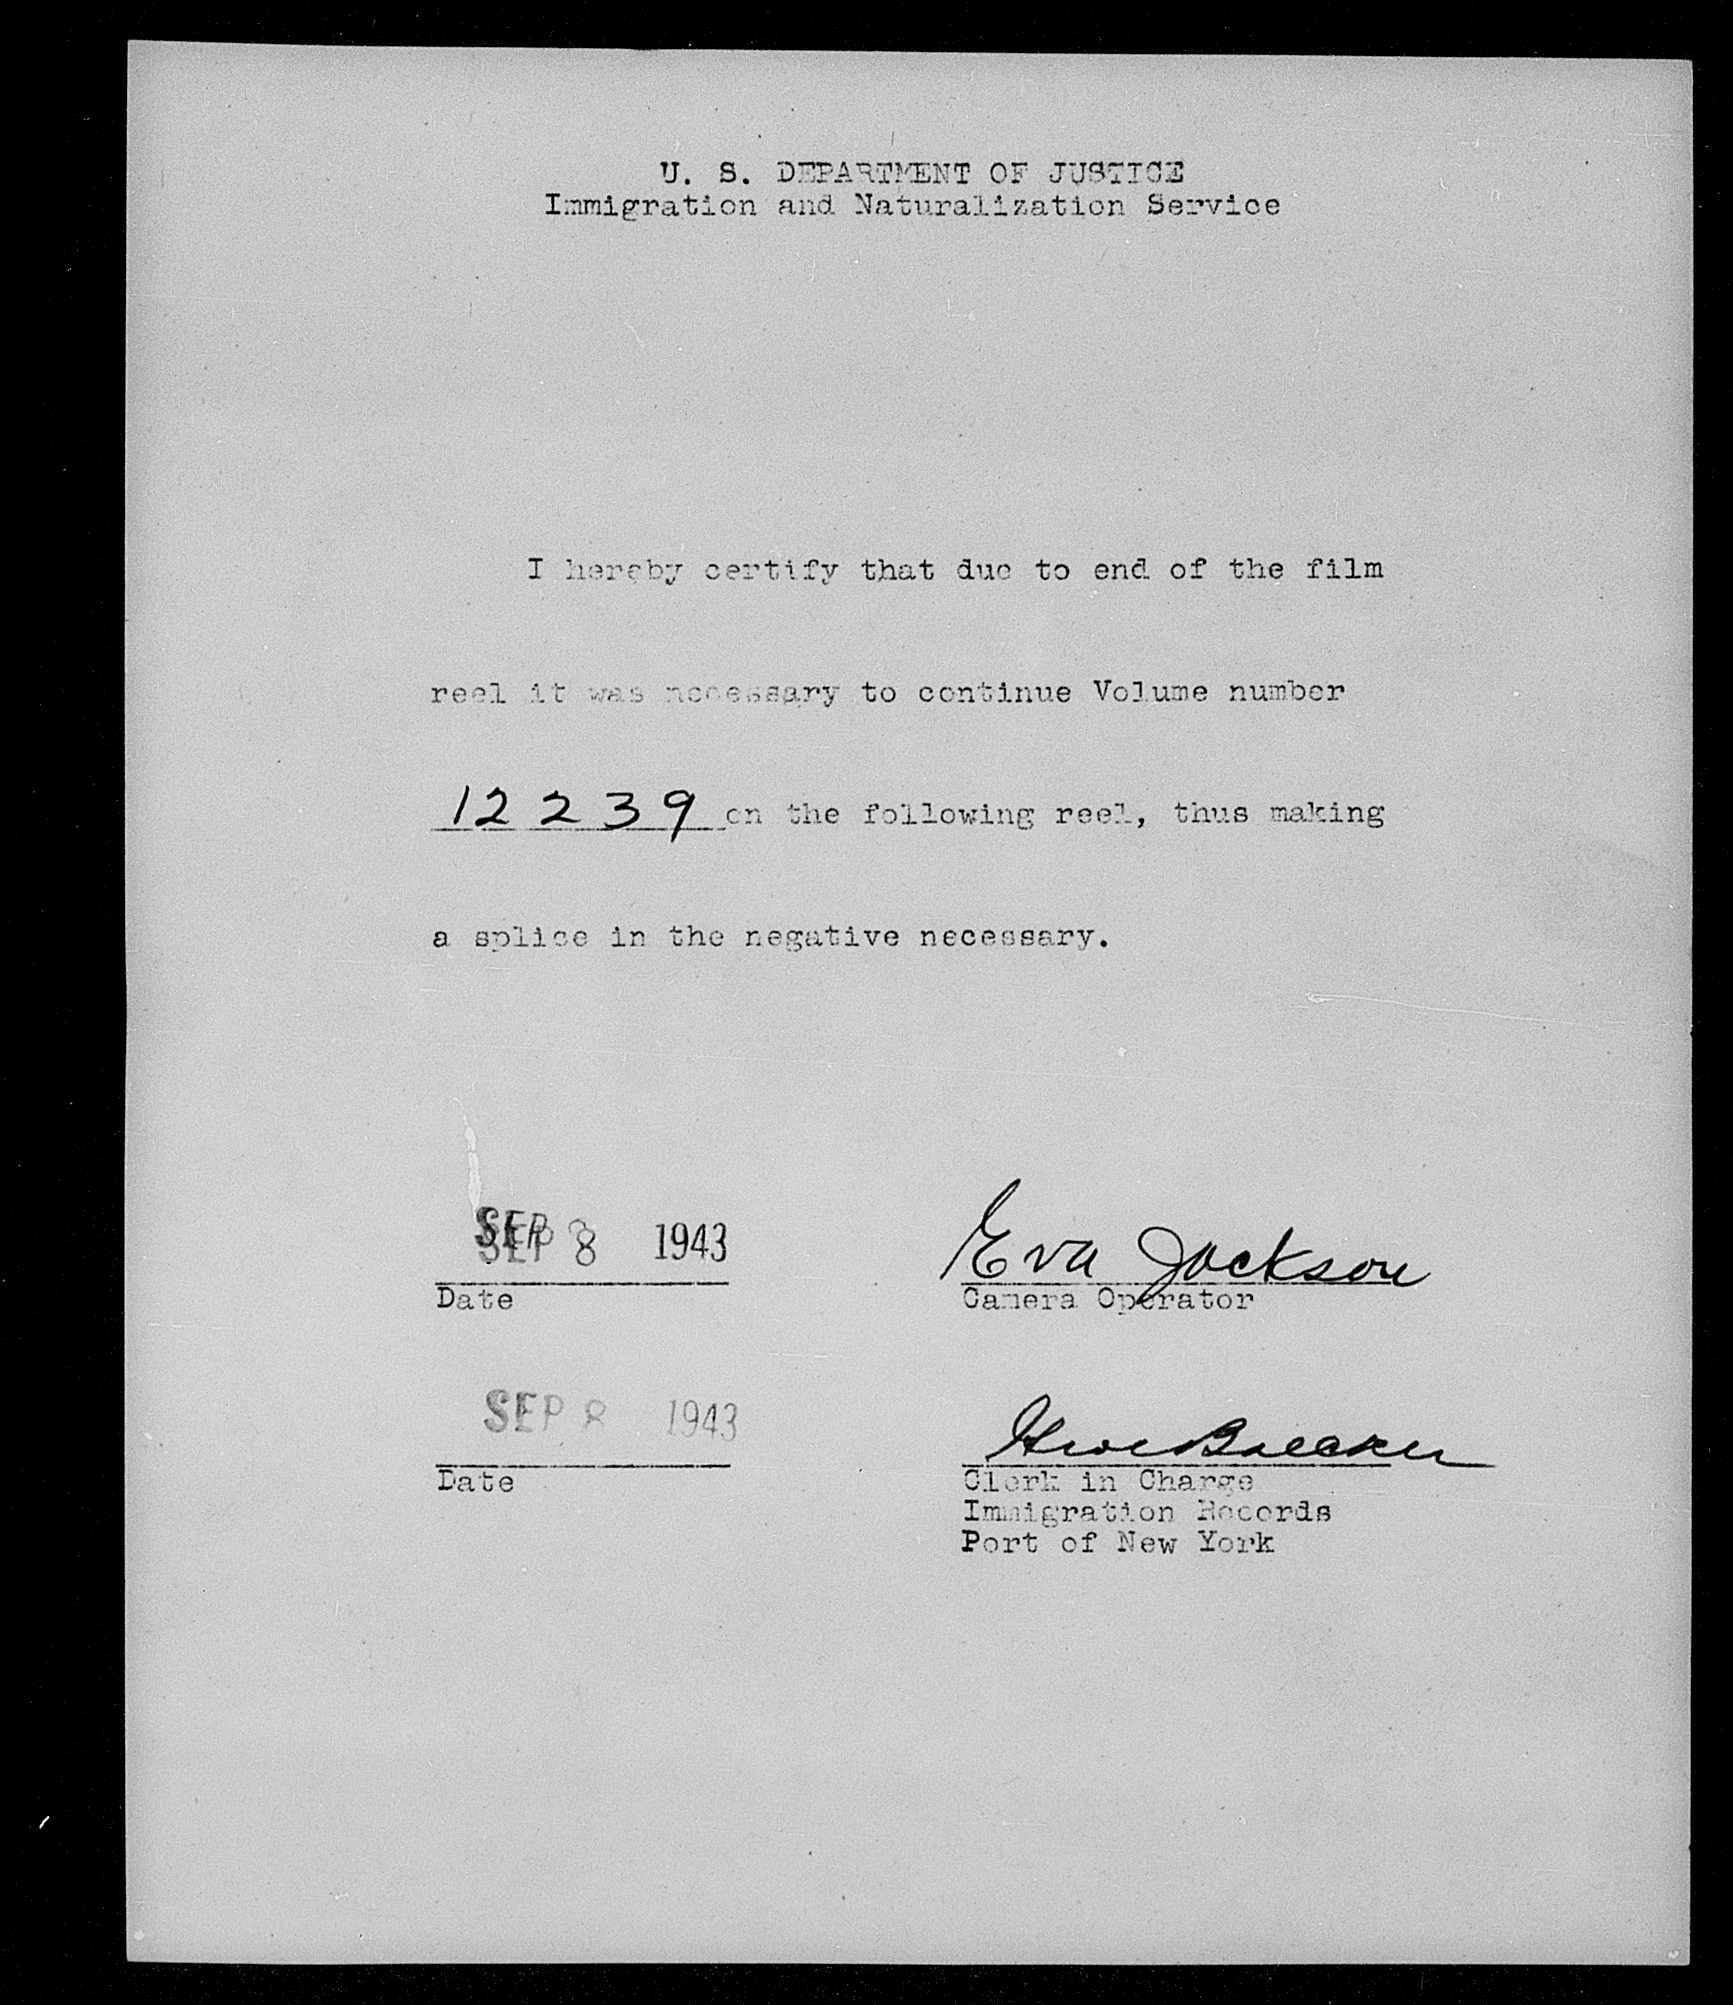 U. S. DEPARTMENT OF JUSTICE
Immigration and Naturalization Service
I hereby certify that due to end of the film
reel it was necessary to continue Volume number
12239 on the following reel, thus making
a splice in the negative necessary.
SEP 8 1943
Eva Jackson
Date
Camera Operator
SEP 8 1943
Date
Clerk in Charge
Immigration Records
Port of New York